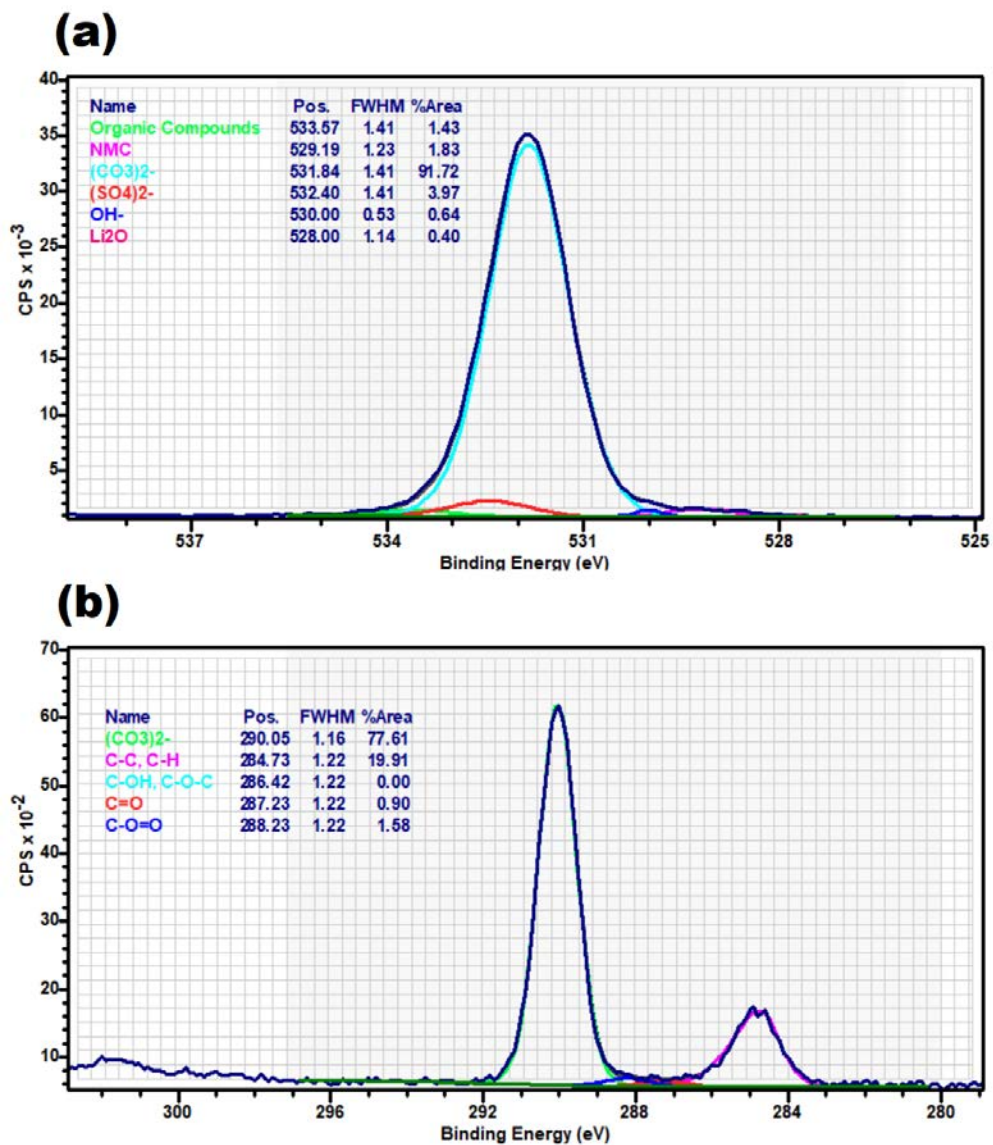 (a)
40
Name Pos. FWHM %Area
Organic Compounds 533.57 1.41 1.43
35
NMC 529.19 1.23 1.83
(CO3)2- 531.84 1.41 91.72
30
(SO4)2- 532.40 1.41 3.97
OH- 530.00 0.53 0.64
Li2O 528.00 1.14 0.40
25
CPS x 10-3
20
15
10
5
537 534 531 528 525
Binding Energy (eV)
(b)
70
Name Pos. FWHM %Area
60
(CO3)2- 290.05 1.16 77.61
C-C, C-H 284.73 1.22 19.91
C-OH, C-O-C 286.42 1.22 0.00
50
C=O 287.23 1.22 0.90
C-O=O 288.23 1.22 1.58
40
CPS x 10-2
30
20
10
300 296 292 288 284 280
Binding Energy (eV)